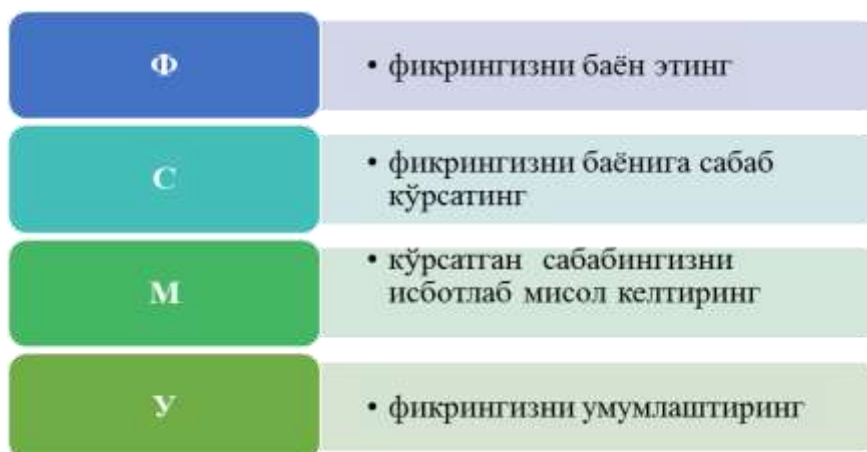 Ф
• фикрингизни баён этинг
С
• фикрингизни баёнига сабаб
кўрсатинг
М
• кўрсатган сабабингизни
исботлаб мисол келтиринг
У
• фикрингизни умумлаштиринг